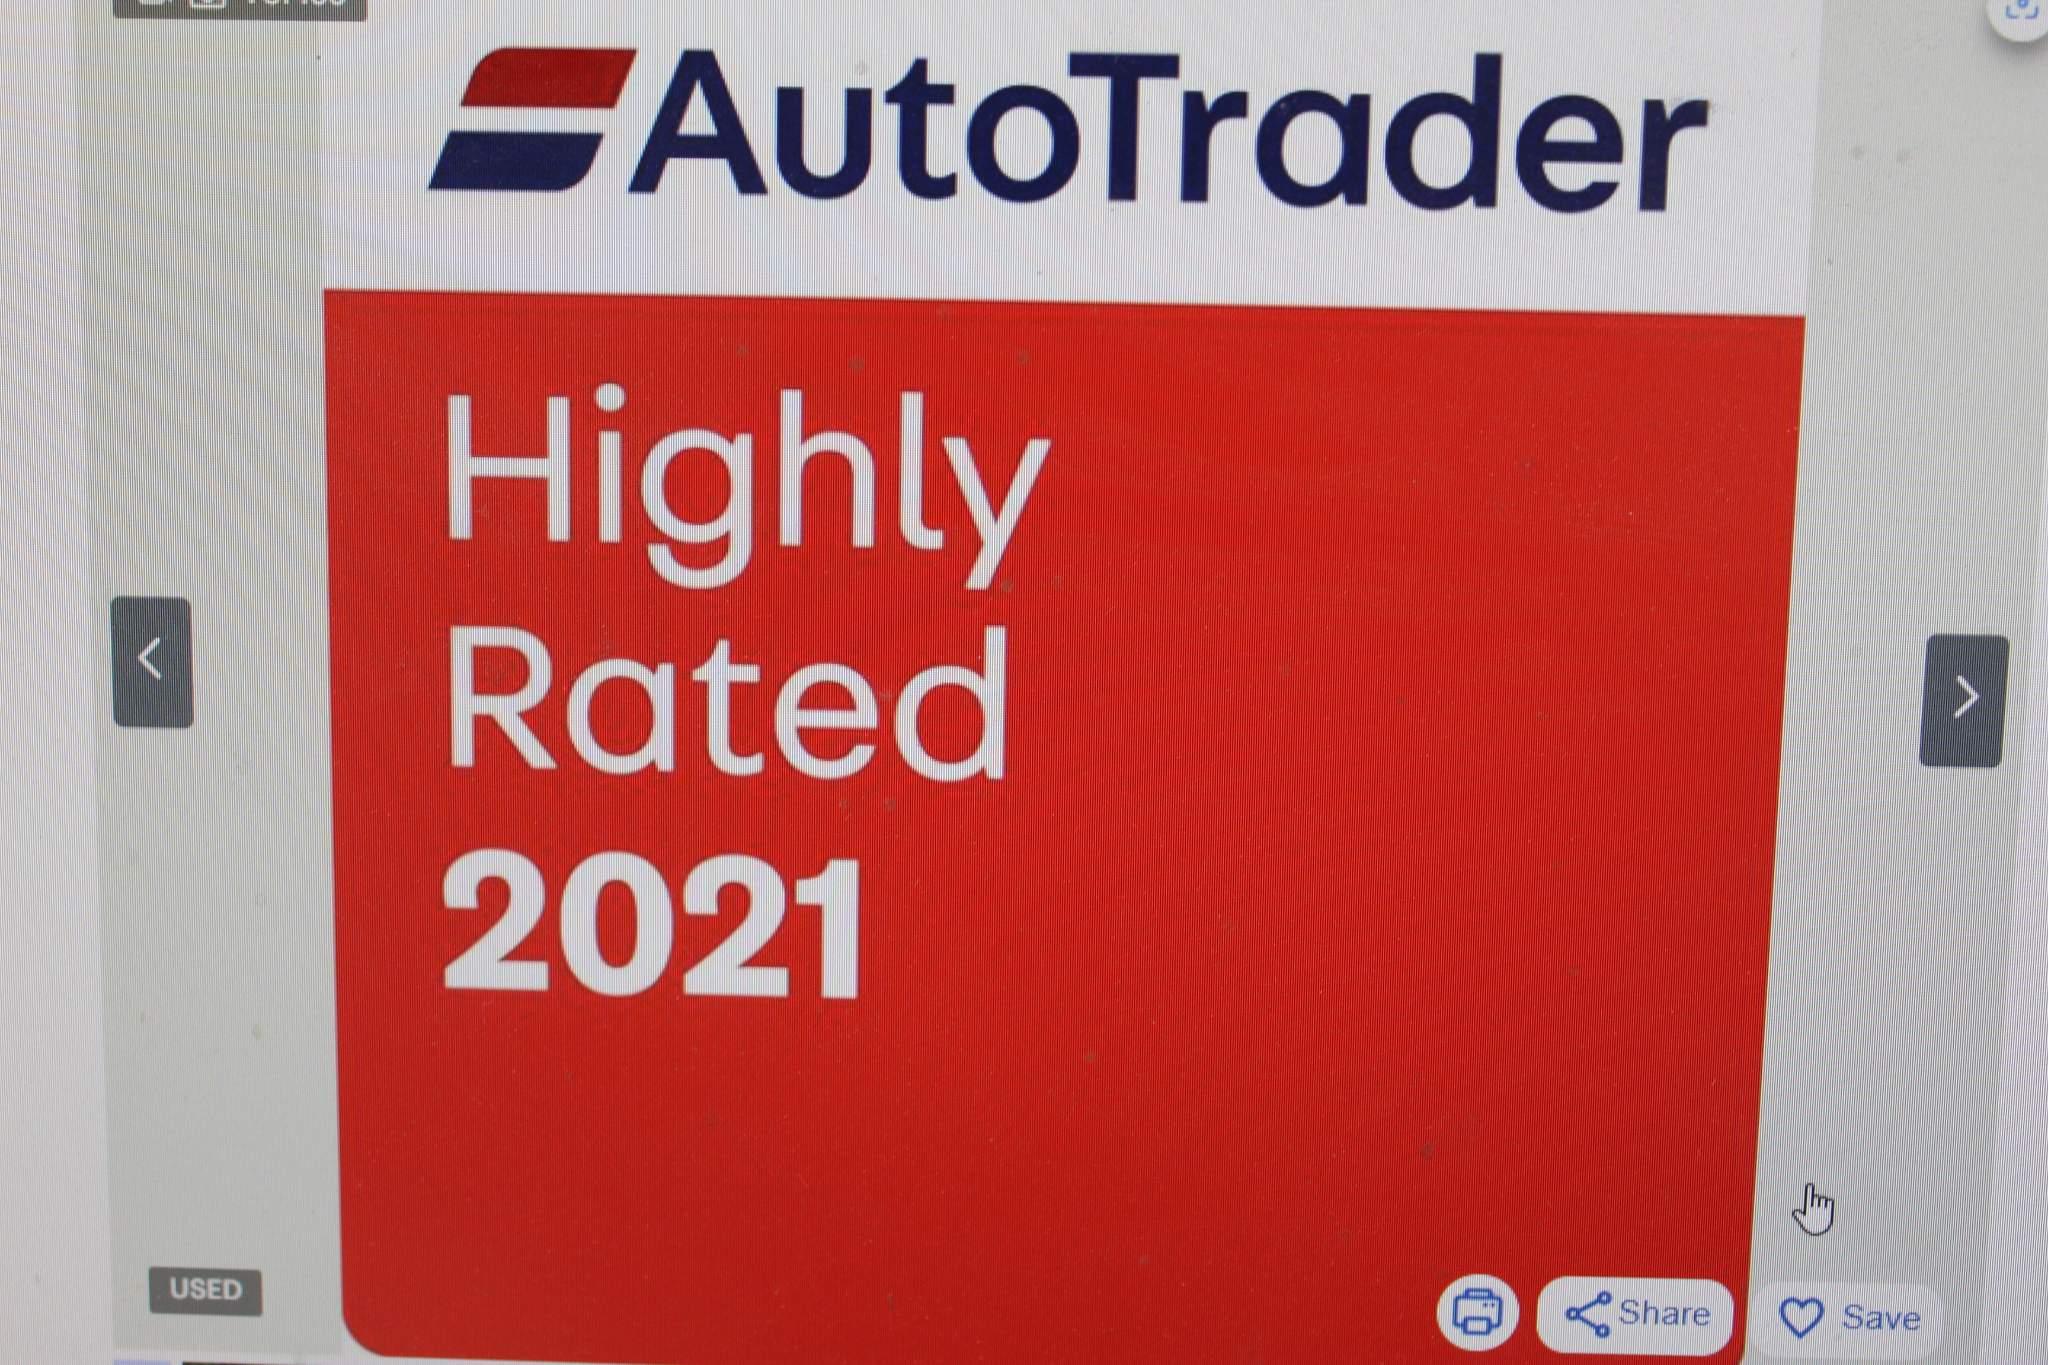 AutoTrader
Highly
Rated
2021
USED
Share
Save